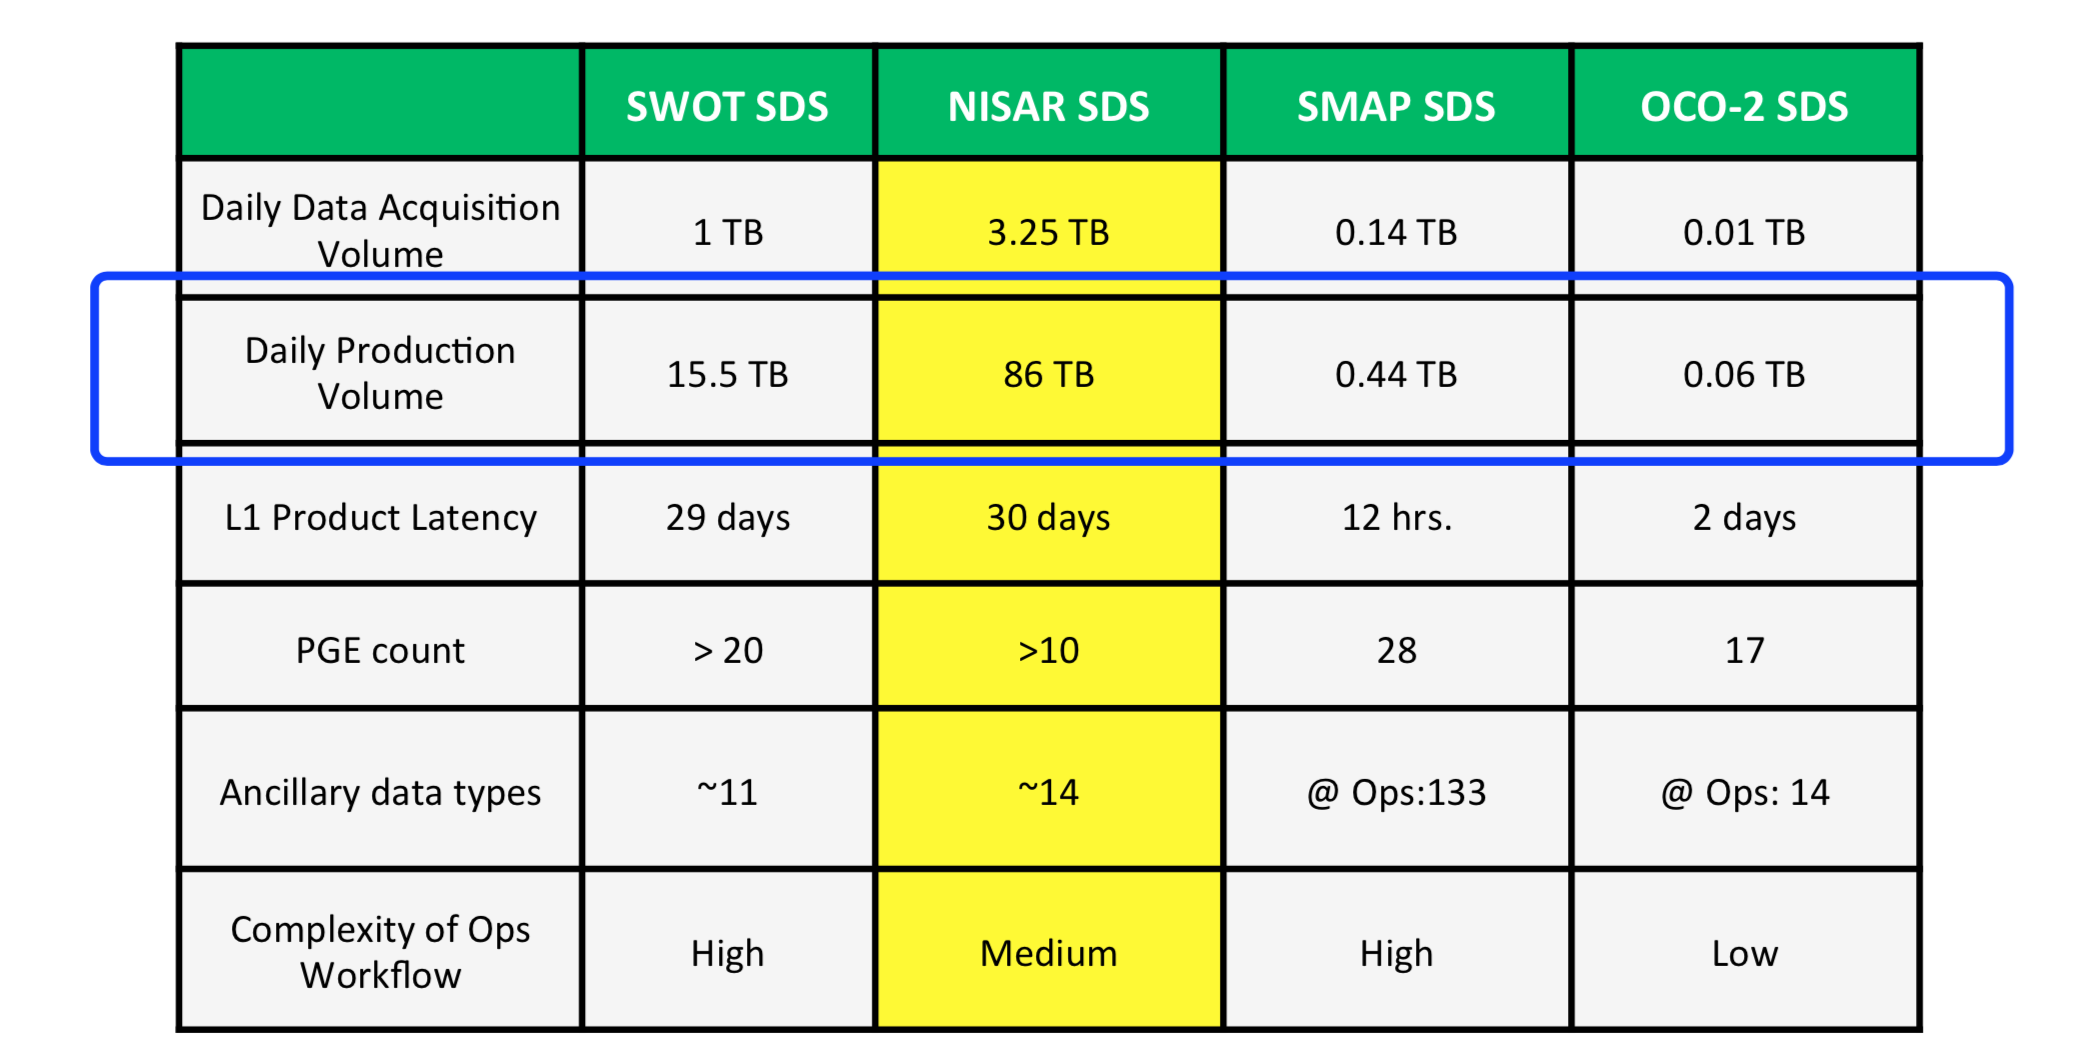 SWOT SDS NISAR SDS SMAP SDS OCO-2 SDS
Daily Data Acquisition
Volume
1 TB 3.25 TB 0.14 TB 0.01 TB
Daily Production
Volume
15.5 TB 86 TB 0.44 TB 0.06 TB
L1 Product Latency 29 days 30 days 12 hrs. 2 days
PGE count > 20 >10 28 17
Ancillary data types ~11 ~14 @ Ops:133 @ Ops: 14
Complexity of Ops
Workflow
High Medium High Low